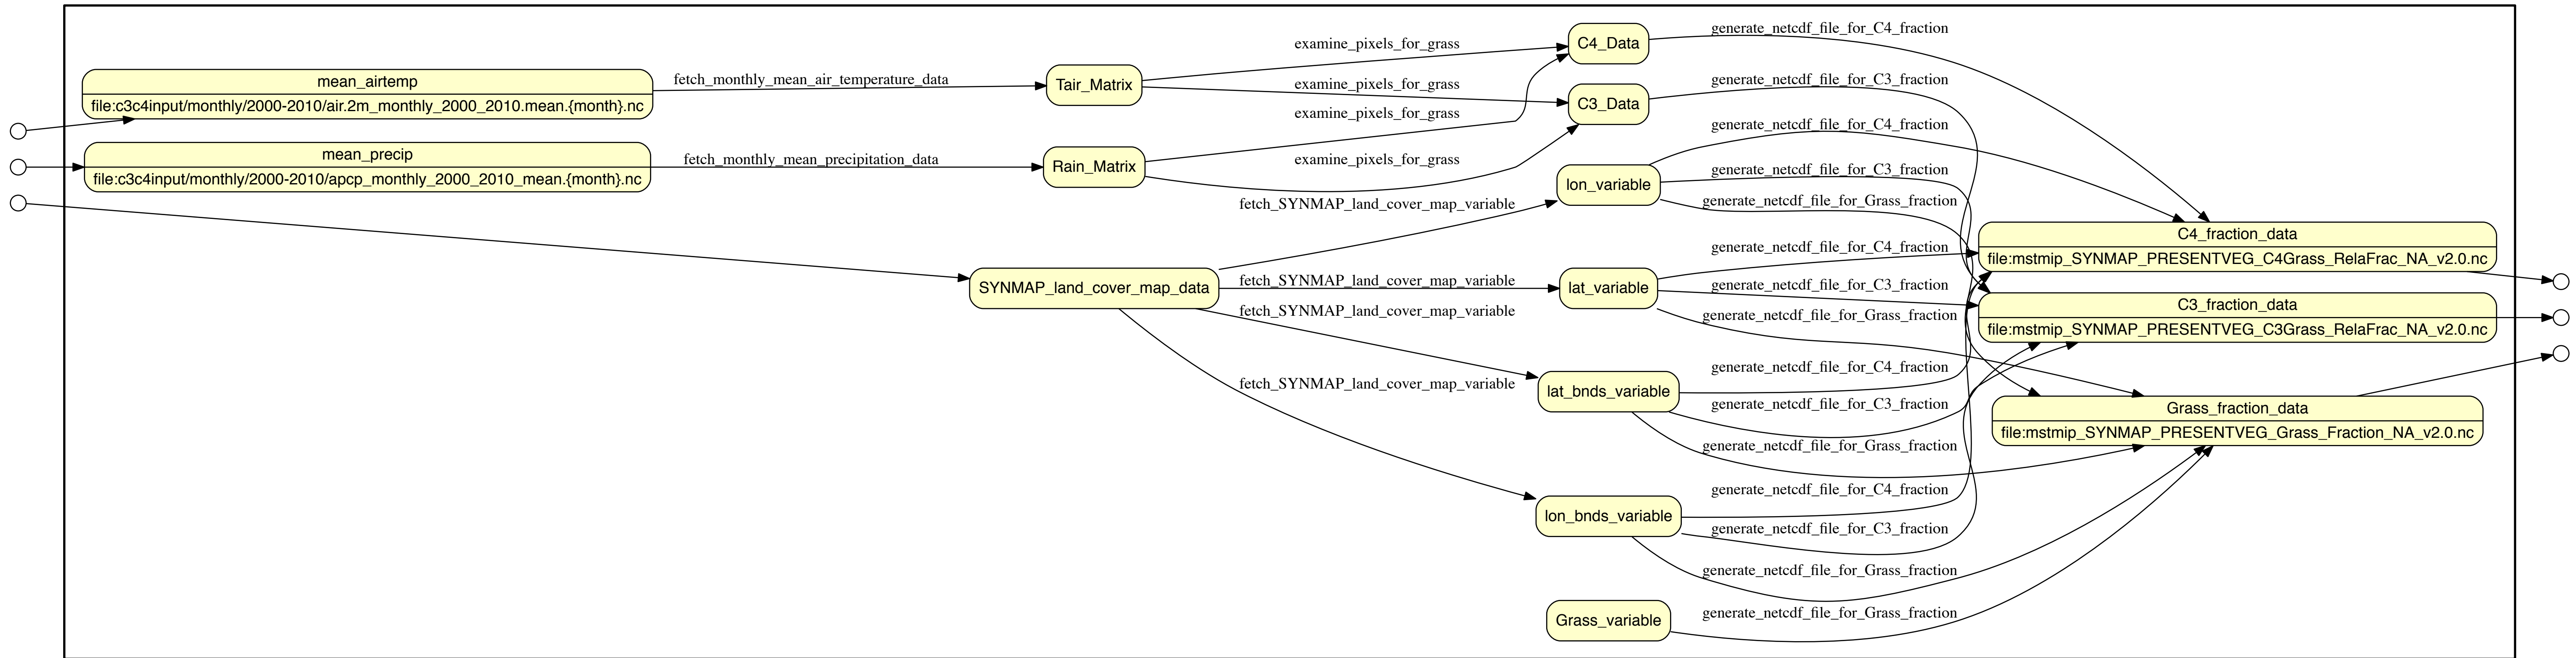 mean_airtemp
file:c3c4input/monthly/2000-2010/air.2m_monthly_2000_2010.mean.{month}.nc
fetch_monthly_mean_air_temperature_data
mean_precip
file:c3c4input/monthly/2000-2010/apcp_monthly_2000_2010_mean.{month}.nc
fetch_monthly_mean_precipitation_data
Tair_Matrix
Rain_Matrix
SYNMAP_land_cover_map_data
examine_pixels_for_grass
examine_pixels_for_grass
examine_pixels_for_grass
examine_pixels_for_grass
fetch_SYNMAP_land_cover_map_variable
fetch_SYNMAP_land_cover_map_variable
fetch_SYNMAP_land_cover_map_variable
fetch_SYNMAP_land_cover_map_variable
C4_Data
C3_Data
lon_variable
lat_variable
lat_bnds_variable
lon_bnds_variable
Grass_variable
generate_netcdf_file_for_C4_fraction
generate_netcdf_file_for_C3_fraction
generate_netcdf_file_for_C4_fraction
generate_netcdf_file_for_C3_fraction
generate_netcdf_file_for_Grass_fraction
generate_netcdf_file_for_C4_fraction
generate_netcdf_file_for_C3_fraction
generate_netcdf_file_for_Grass_fraction
generate_netcdf_file_for_C4_fraction
generate_netcdf_file_for_C3_fraction
generate_netcdf_file_for_Grass_fraction
generate_netcdf_file_for_C4_fraction
generate_netcdf_file_for_C3_fraction
generate_netcdf_file_for_Grass_fraction
generate_netcdf_file_for_Grass_fraction
C4_fraction_data
file:mstmip_SYNMAP_PRESENTVEG_C4Grass_RelaFrac_NA_v2.0.nc
C3_fraction_data
file:mstmip_SYNMAP_PRESENTVEG_C3Grass_RelaFrac_NA_v2.0.nc
Grass_fraction_data
file:mstmip_SYNMAP_PRESENTVEG_Grass_Fraction_NA_v2.0.nc